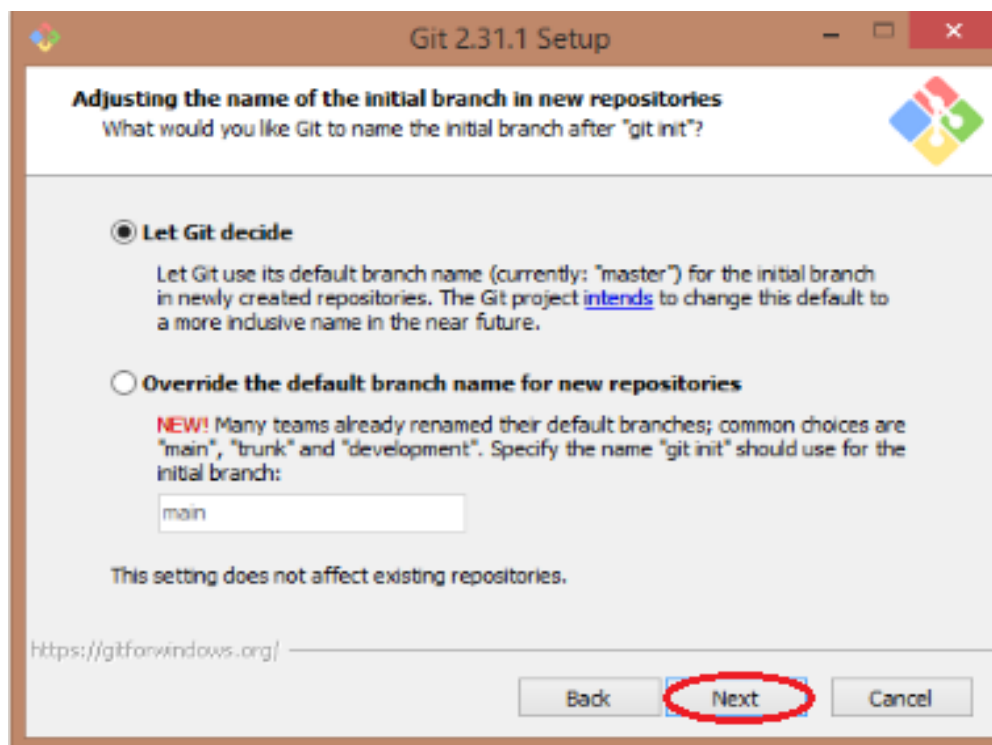 Git 2.31.1 Setup
Adjusting the name of the initial branch in new repositories
What would you like Git to name the initial branch after "git init"?
Let Git decide
Let Git use its default branch name (currently: "master") for the initial branch
in newly created repositories. The Git project intends to change this default to
a more inclusive name in the near future.
Override the default branch name for new repositories
NEW! Many teams already renamed their default branches; common choices are
"main", "trunk" and "development". Specify the name "git init" should use for the
initial branch:
main
This setting does not affect existing repositories.
https://gitforwindows.org/
Back Next Cancel